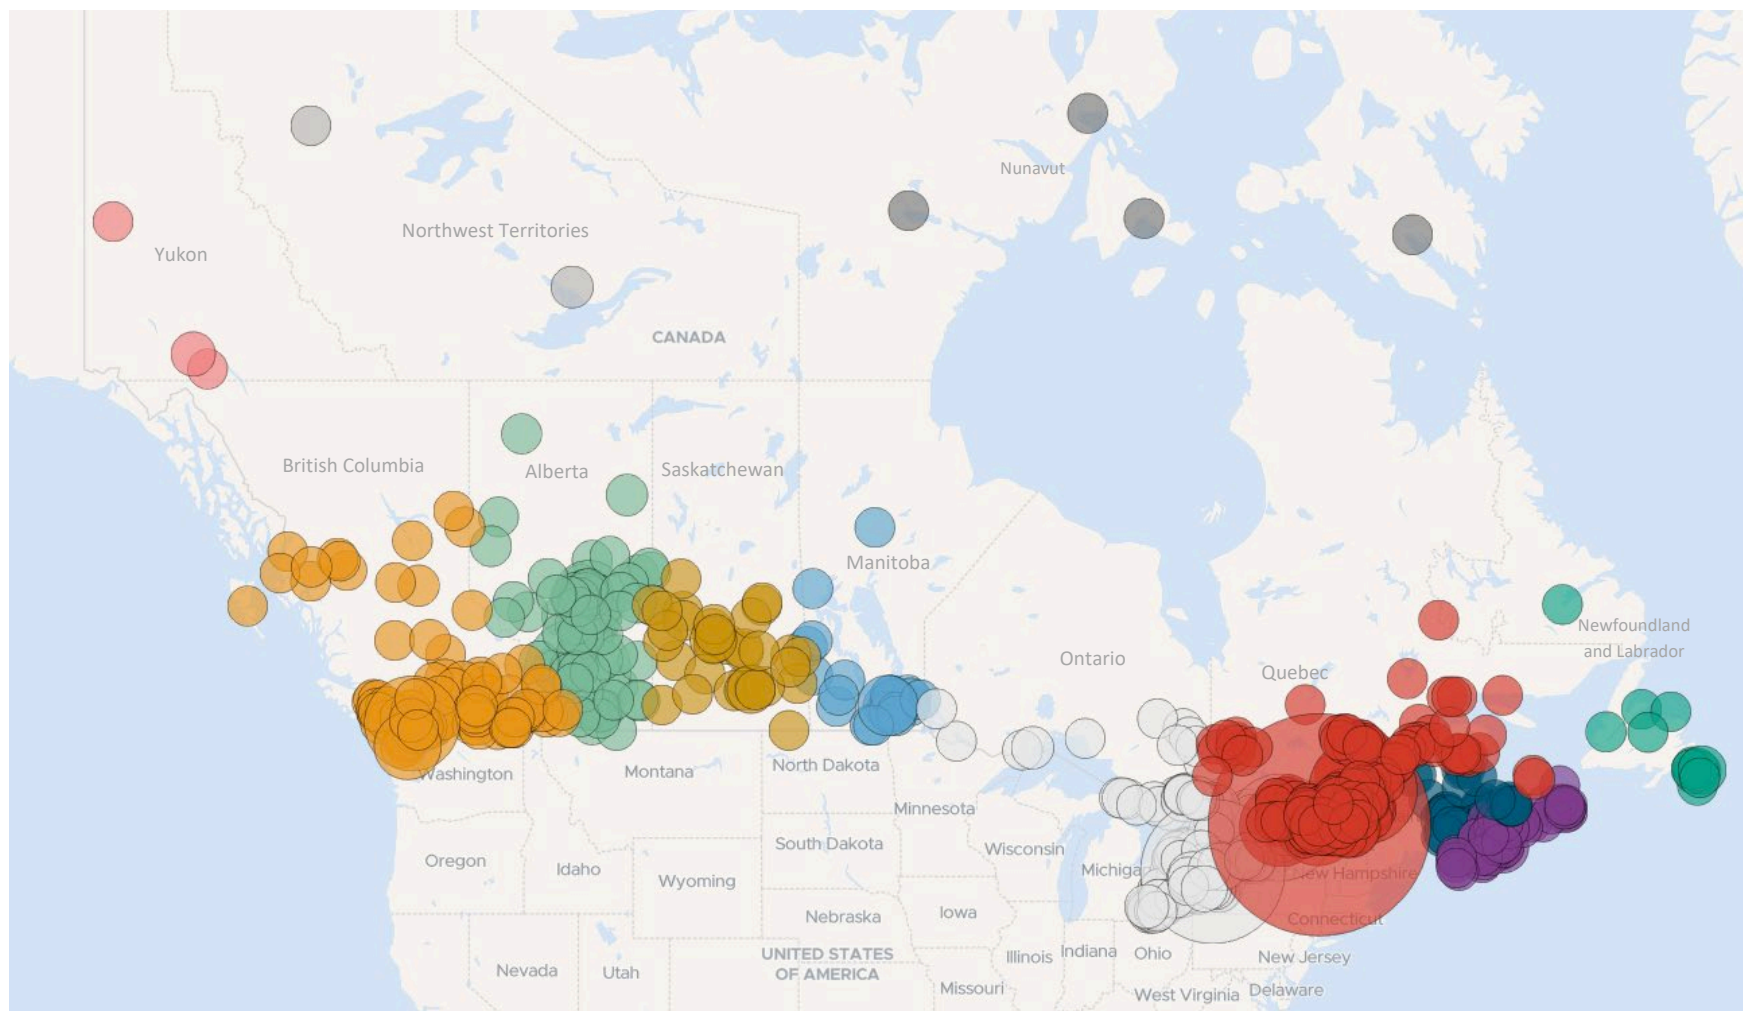 Nunavut
Northwest Territories
Yukon
CANADA
British Columbia
Alberta
Saskatchewan
Manitoba
Newfoundland
and Labrador
Ontario
Quebec
Washington
Montana
North Dakota
Minnesota
South Dakota
Wisconsin
Oregon
Idaho
Michiga
Wyoming
New Hampshire
Nebraska
Iowa
Connecticut
UNITED STATES
OF AMERICA
Illinois
Indiana
Ohio
New Jersey
Nevada
Utah
Missouri
West Virginia
Delaware